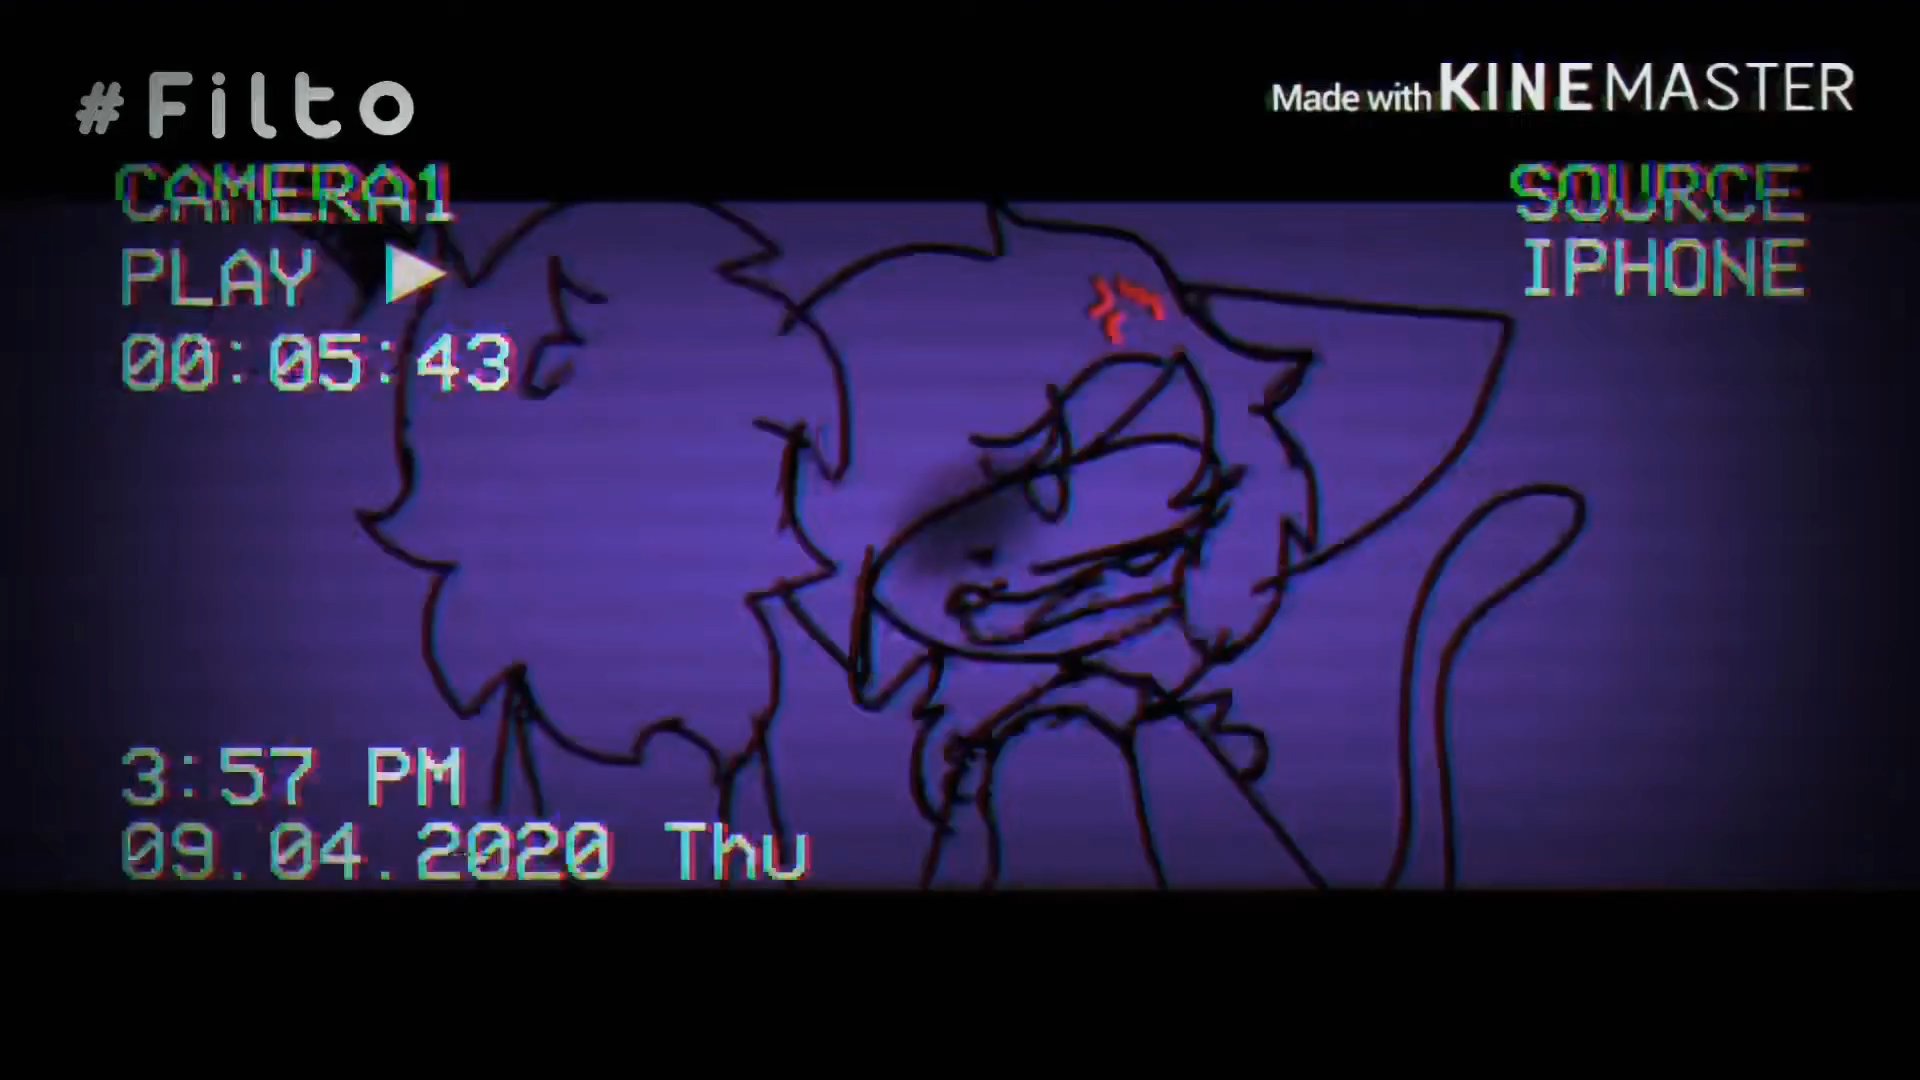 #Filto
Made with KINEMASTER
CAMERA1
PLAY
00:05:43
SOURCE
IPHONE
3:57 PM
09.04.2020 Thu